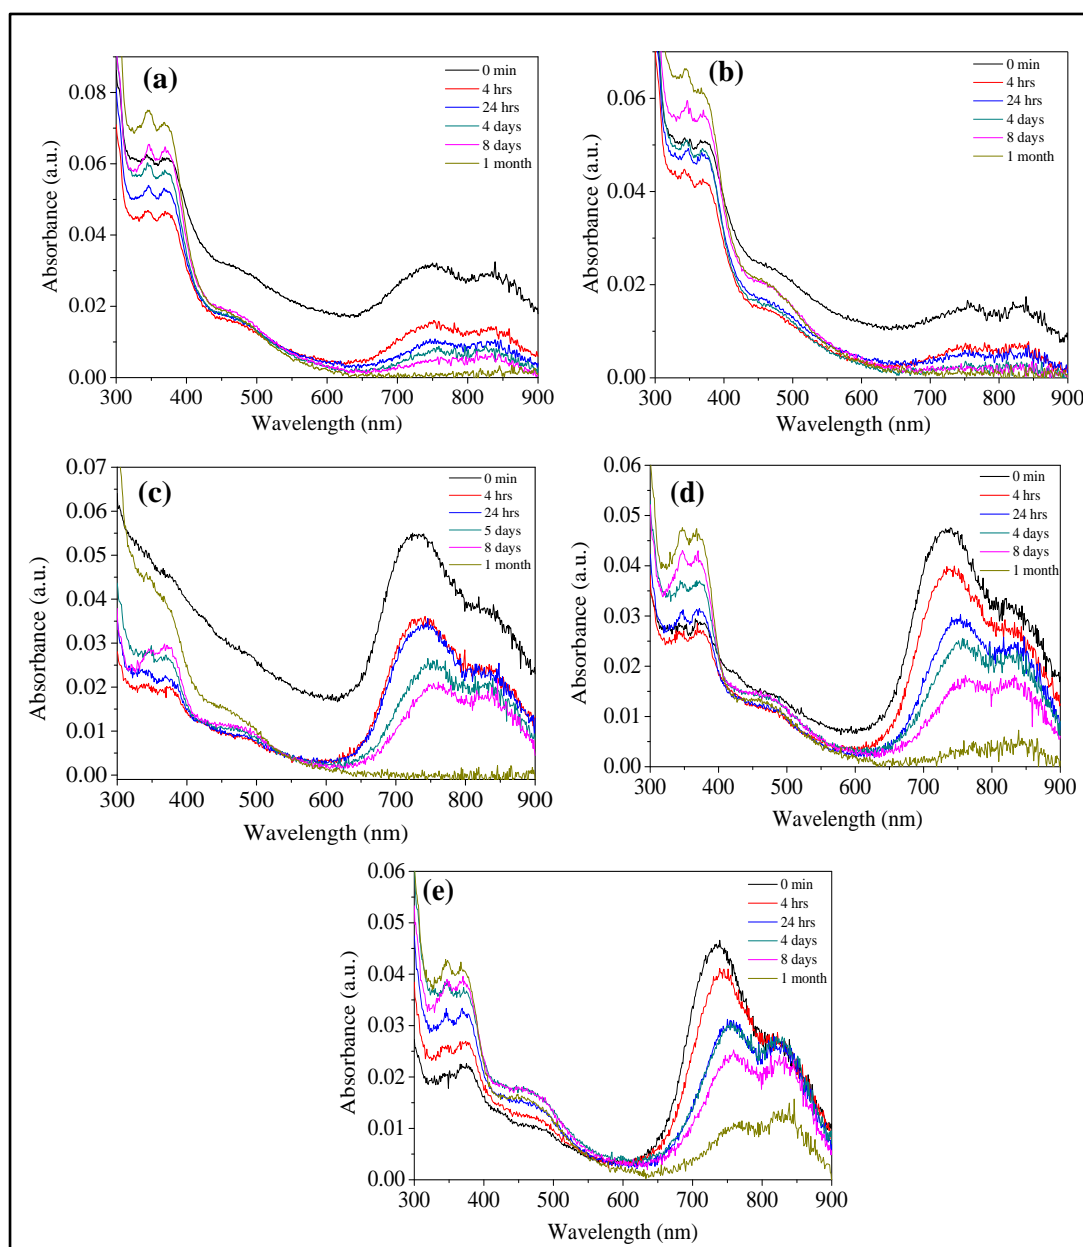 (a)
0 min
4 hrs
24 hrs
4 days
8 days
1 month
0.08
0.06
0.04
0.02
0.00
Absorbance (a.u.)
300 400 500 600 700 800 900
Wavelength (nm)
(b)
0 min
4 hrs
24 hrs
4 days
8 days
1 month
0.06
0.04
0.02
0.00
Absorbance (a.u.)
300 400 500 600 700 800 900
Wavelength (nm)
(c)
0 min
4 hrs
24 hrs
5 days
8 days
1 month
0.07
0.06
0.05
0.04
0.03
0.02
0.01
0.00
Absorbance (a.u.)
300 400 500 600 700 800 900
Wavelength (nm)
(d)
0 min
4 hrs
24 hrs
4 days
8 days
1 month
0.06
0.05
0.04
0.03
0.02
0.01
0.00
Absorbance (a.u.)
300 400 500 600 700 800 900
Wavelength (nm)
(e)
0 min
4 hrs
24 hrs
4 days
8 days
1 month
0.06
0.05
0.04
0.03
0.02
0.01
0.00
Absorbance (a.u.)
300 400 500 600 700 800 900
Wavelength (nm)